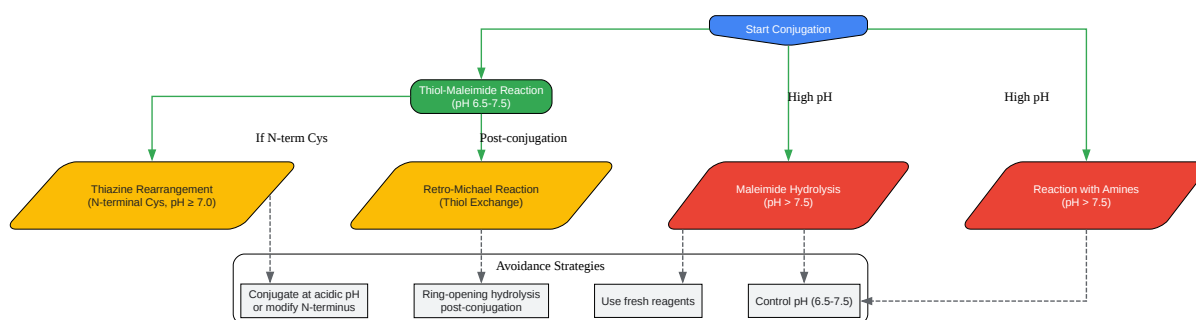 Start Conjugation
Thiol-Maleimide Reaction
(pH 6.5-7.5)
High pH
High pH
If N-term Cys
Post-conjugation
Thiazine Rearrangement
(N-terminal Cys, pH ≥ 7.0)
Retro-Michael Reaction
(Thiol Exchange)
Maleimide Hydrolysis
(pH > 7.5)
Reaction with Amines
(pH > 7.5)
Avoidance Strategies
Conjugate at acidic pH
or modify N-terminus
Ring-opening hydrolysis
post-conjugation
Use fresh reagents
Control pH (6.5-7.5)